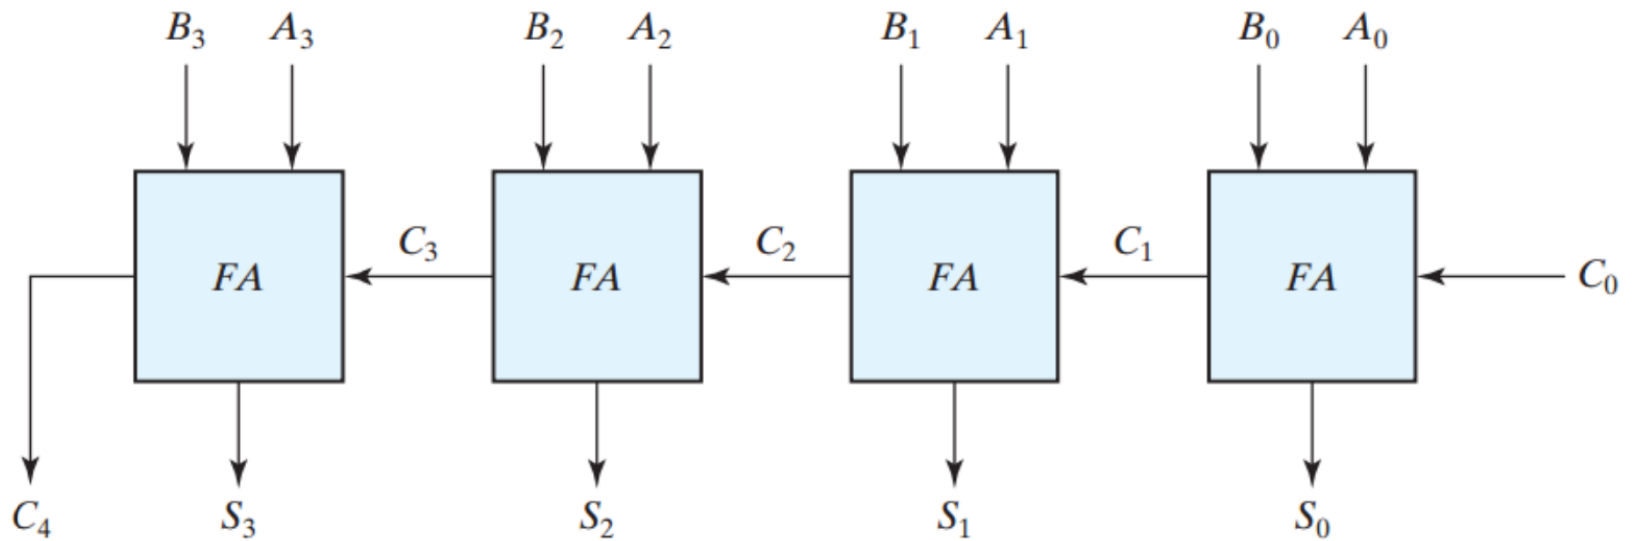 B₃ A₃ B₂ A₂ B₁ A₁ B₀ A₀
FA C₃ FA C₂ FA C₁ FA C₀
C₄ S₃ S₂ S₁ S₀